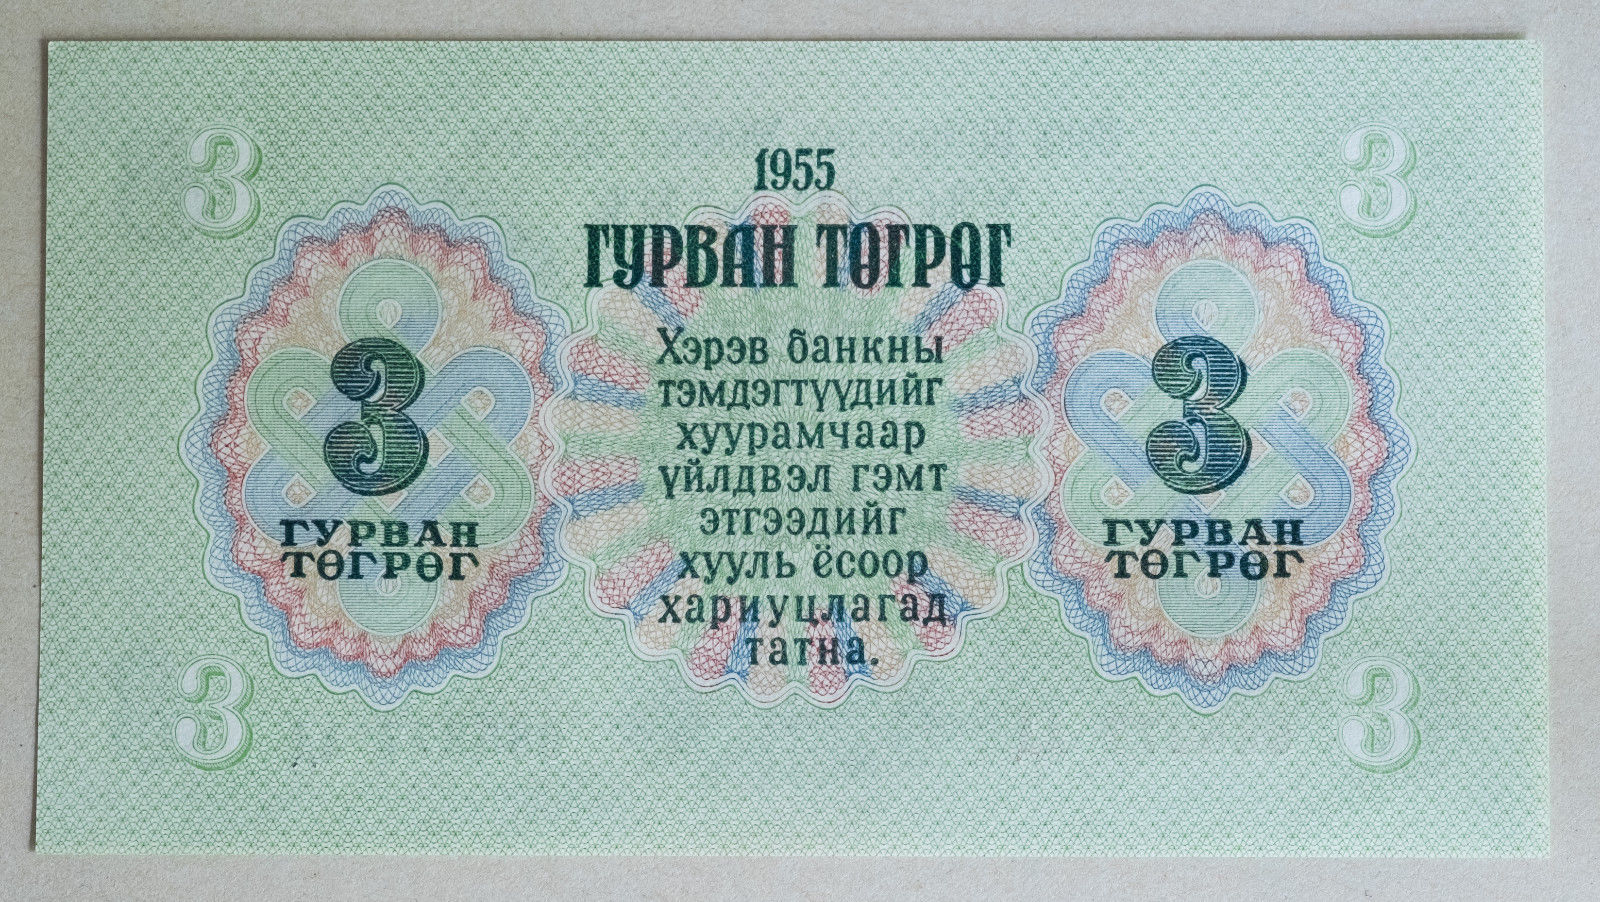 3
3
1955
ГУРВАН ТӨГРӨГ
3
ГУРВАН
ТӨГРӨГ
Хэрэв банкны
тэмдэгтүүдийг
хуурамчаар
үйлдвэл гэмт
этгээдийг
хууль ёсоор
хариуцлагад
татна.
3
ГУРВАН
ТӨГРӨГ
3
3